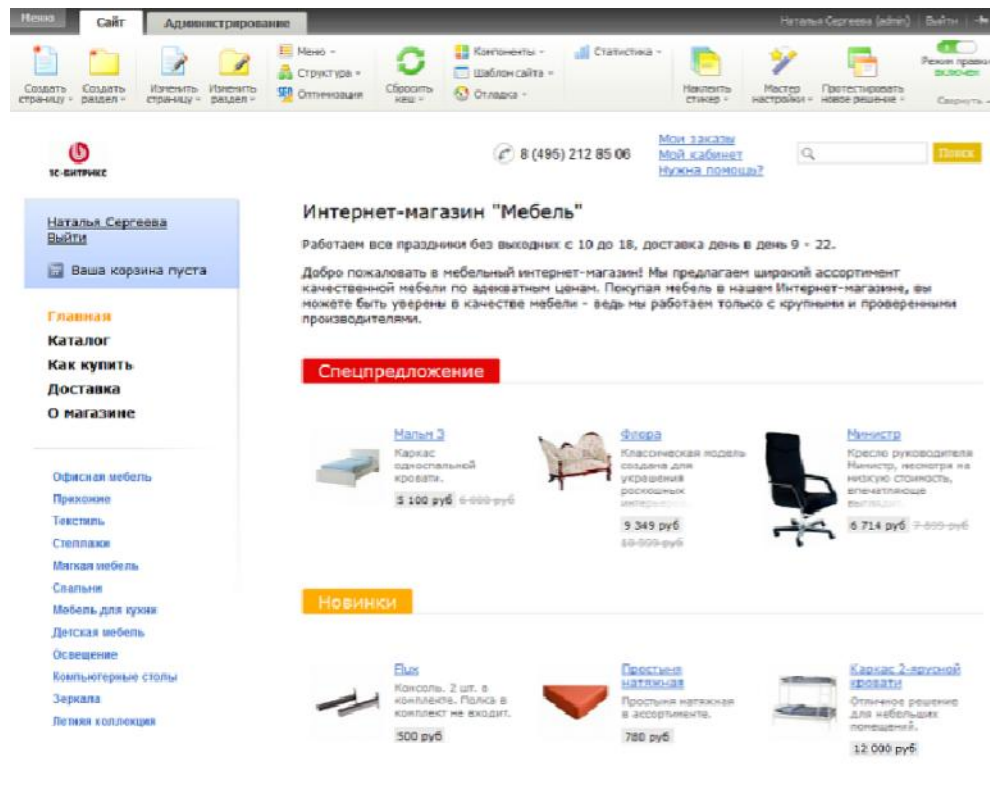 Меню Сайт Администрирование Наталья Сергеева (admin) Выйти
Создать страницу
Создать раздел
Изменить страницу
Изменить раздел
Меню
Структура
SEO Оптимизация
Сбросить кеш
Компоненты
Шаблон сайта
Отладка
Статистика
Наклеить стикер
Мастер настройки
Протестировать новое решение
Режим правки
включен
Свернуть
1С-БИТРИКС
8 (495) 212 85 06
Мои заказы
Мой кабинет
Нужна помощь?
Поиск
Наталья Сергеева
Выйти
Ваша корзина пуста
Главная
Каталог
Как купить
Доставка
О магазине
Офисная мебель
Прихожие
Текстиль
Стеллажи
Мягкая мебель
Спальни
Мебель для кухни
Детская мебель
Освещение
Компьютерные столы
Зеркала
Летняя коллекция
Интернет-магазин "Мебель"
Работаем все праздники без выходных с 10 до 18, доставка день в день 9 - 22.
Добро пожаловать в мебельный интернет-магазин! Мы предлагаем широкий ассортимент
качественной мебели по адекватным ценам. Покупая мебель в нашем Интернет-магазине, вы
можете быть уверены в качестве мебели - ведь мы работаем только с крупными и проверенными
производителями.
Спецпредложение
Мальм 3
Каркас
односпальной
кровати.
5 100 руб
Флора
Классическая модель
создана для
украшения
роскошных
9 349 руб
10 999 руб
Министр
Кресло руководителя
Министр, несмотря на
низкую стоимость,
впечатляюще
выглядит
6 714 руб 7 899 руб
Новинки
Flux
Консоль. 2 шт. в
комплекте. Полка в
комплект не входит.
500 руб
Простыня
натяжная
Простыня натяжная
в ассортименте.
780 руб
Каркас 2-ярусной
кровати
Отличное решение
для небольших
помещений.
12 000 руб